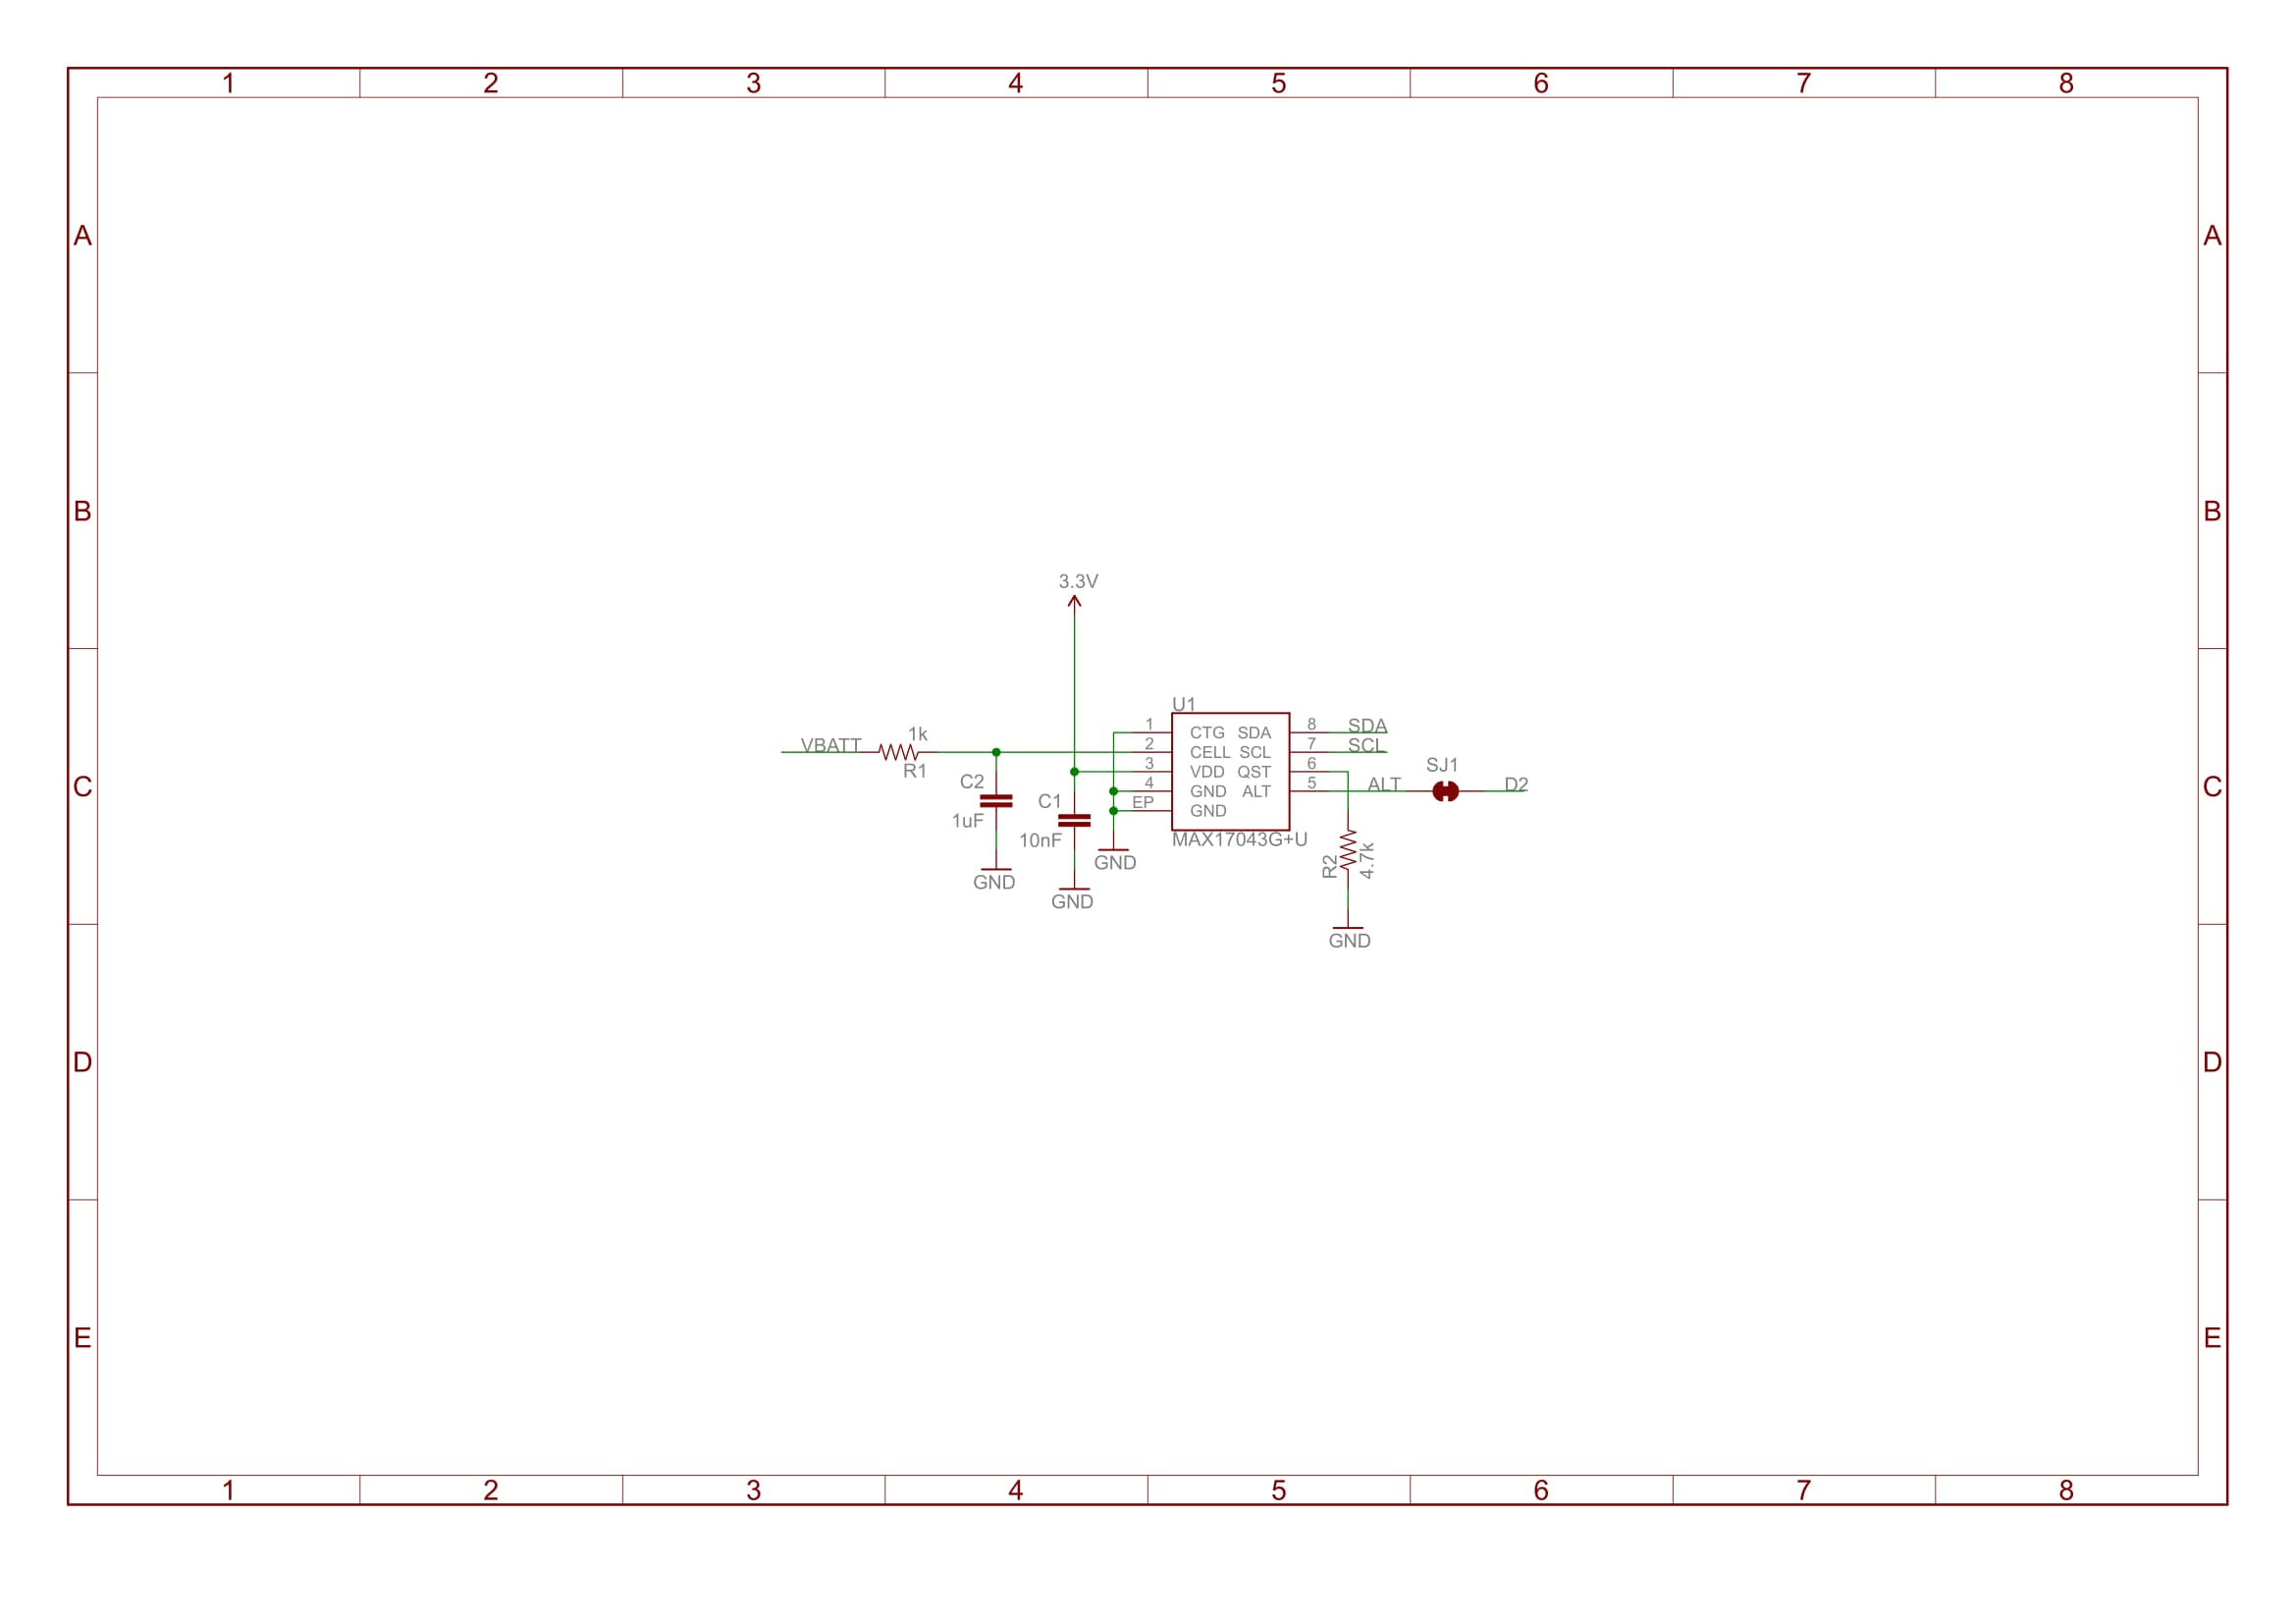 1 2 3 4 5 6 7 8
A A
B B
3.3V
U1
1 CTG SDA 8 SDA
VBATT 1k 2 CELL SCL 7 SCL
R1 3 VDD QST 6 SJ1
C2 4 GND ALT 5 ALT D2
C C
C1 EP GND
1uF
10nF MAX17043G+U
GND R2 4.7k
GND
GND
GND
D D
E E
1 2 3 4 5 6 7 8